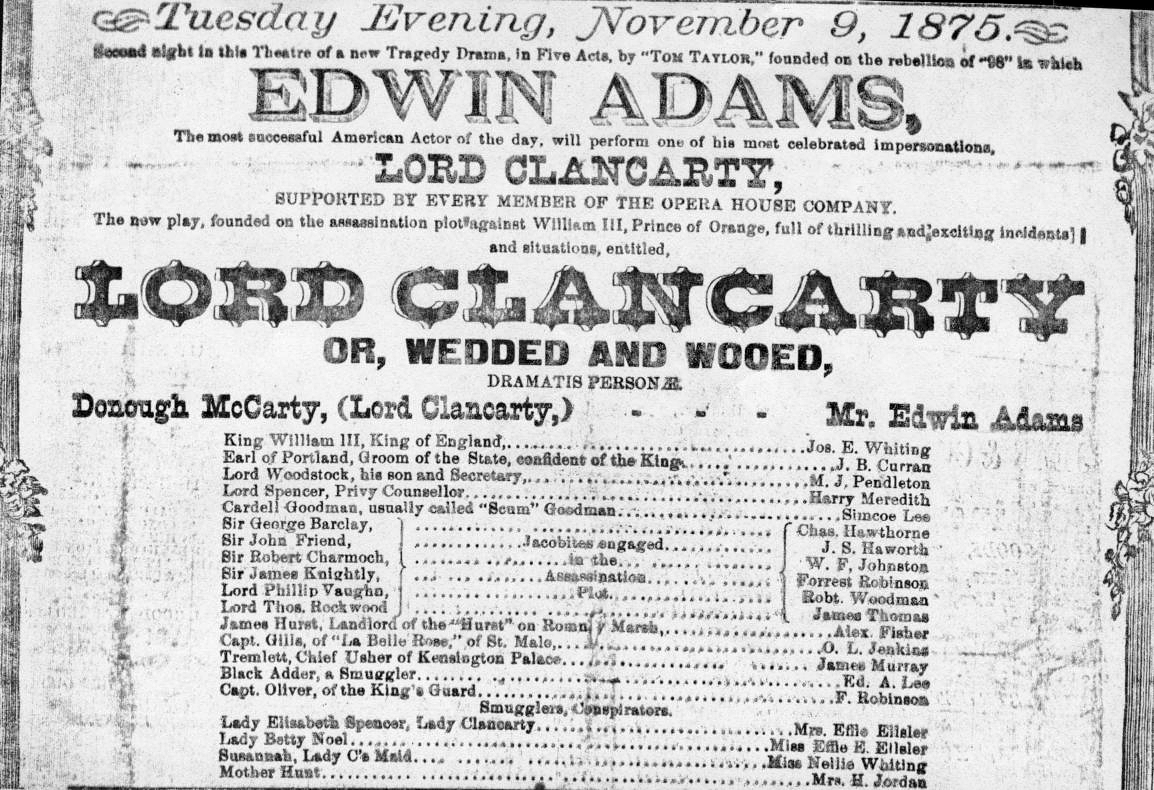 Tuesday Evening, November 9, 1875.
Second night in this Theatre of a new Tragedy Drama, in Five Acts, by "TOM TAYLOR," founded on the rebellion of "98" in which
EDWIN ADAMS,
The most successful American Actor of the day, will perform one of his most celebrated impersonations,
LORD CLANCARTY,
SUPPORTED BY EVERY MEMBER OF THE OPERA HOUSE COMPANY.
The new play, founded on the assassination plot against William III, Prince of Orange, full of thrilling and exciting incidents
and situations, entitled,
LORD CLANCARTY
OR, WEDDED AND WOOED,
DRAMATIS PERSONÆ.
Donough McCarty, (Lord Clancarty,) - - - Mr. Edwin Adams
King William III, King of England,........Jos. E. Whiting
Earl of Portland, Groom of the State, confident of the King........J. B. Curran
Lord Woodstock, his son and Secretary,........M. J. Pendleton
Lord Spencer, Privy Counsellor........Harry Meredith
Cardell Goodman, usually called "Scum" Goodman........Simcoe Lee
Sir George Barclay, ........ Chas. Hawthorne
Sir John Friend, ........Jacobites engaged........ J. S. Haworth
Sir Robert Charmoch, ........in the........ W. F, Johnston
Sir James Knightly, ........Assassination........ Forrest Robinson
Lord Phillip Vaughn, ........Plot........ Robt. Woodman
Lord Thos. Rockwood ........ James Thomas
James Hurst, Landlord of the "Hurst" on Romney Marsh,........Alex. Fisher
Capt. Gills, of "La Belle Rose," of St. Malo,........O. L. Jenkins
Tremlett, Chief Usher of Kensington Palace........James Murray
Black Adder, a Smuggler........Ed. A. Lee
Capt. Oliver, of the King's Guard........F. Robinson
Smugglers, Conspirators.
Lady Elisabeth Spencer, Lady Clancarty........Mrs. Effie Ellsler
Lady Betty Noel........Miss Effie E. Ellsler
Susannah, Lady C's Maid........Miss Nellie Whiting
Mother Hunt........Mrs. H. Jordan